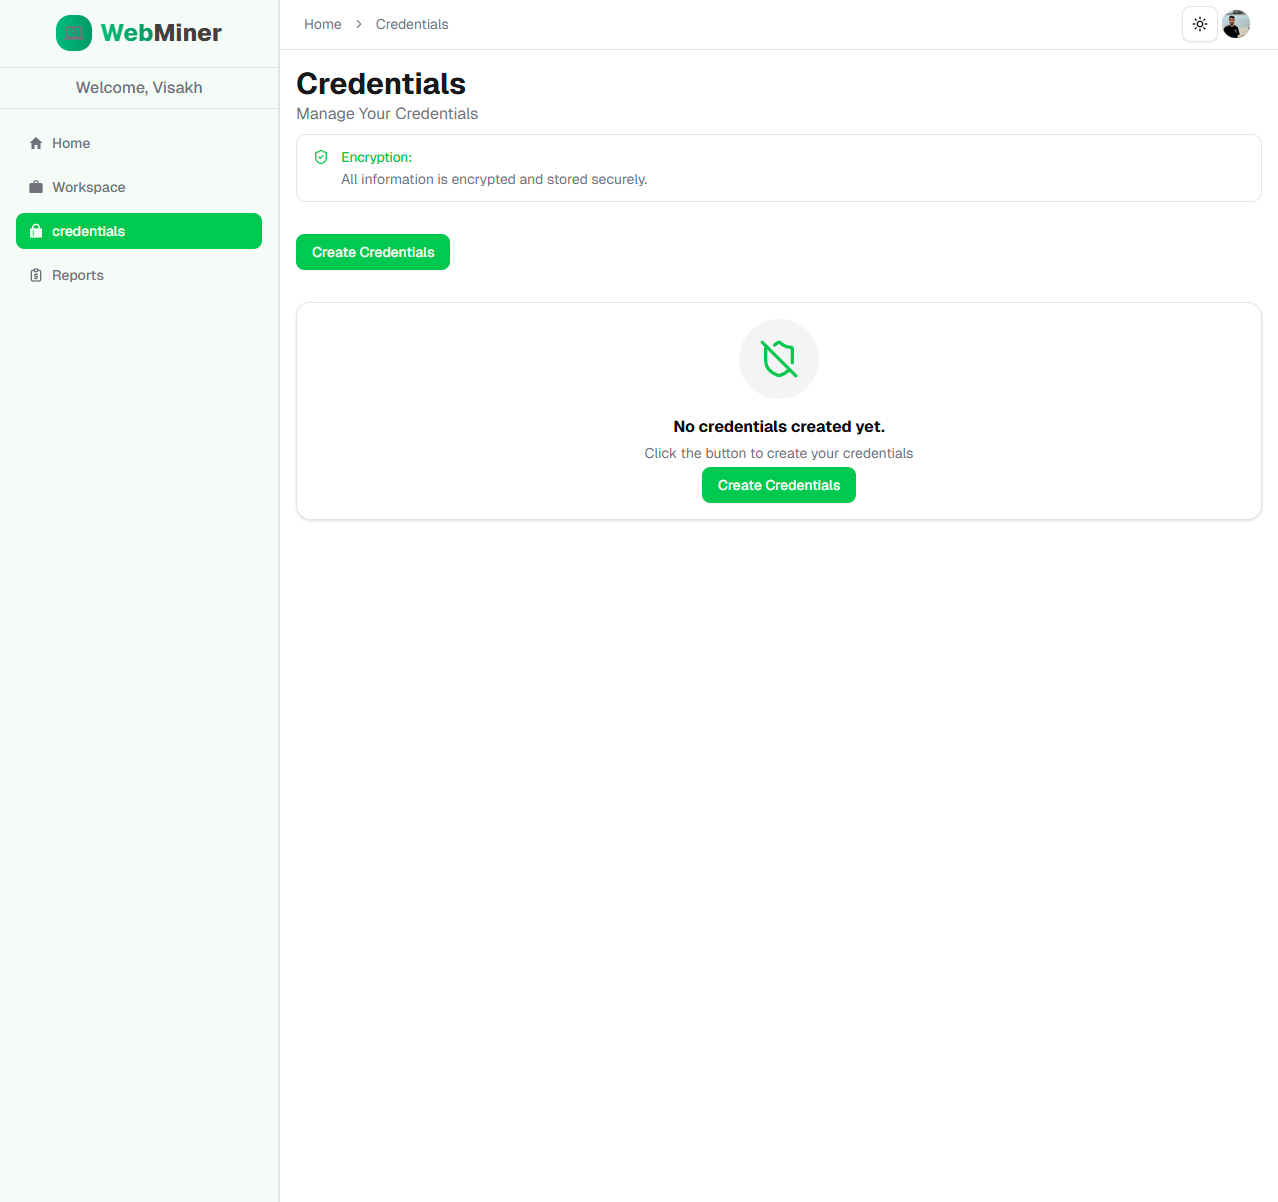 WebMiner
Welcome, Visakh
Home
Workspace
credentials
Reports
Home > Credentials
Credentials
Manage Your Credentials
Encryption:
All information is encrypted and stored securely.
Create Credentials
No credentials created yet.
Click the button to create your credentials
Create Credentials